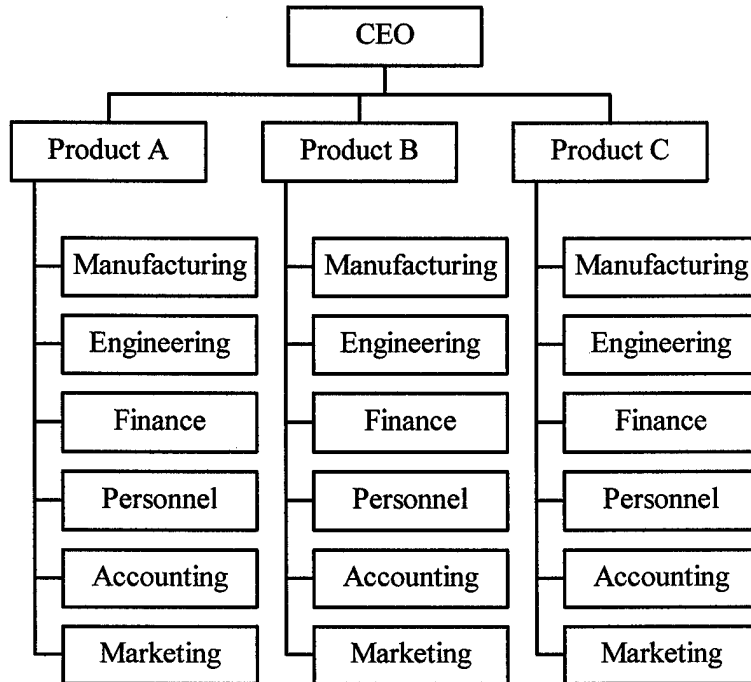 CEO
Product A
Product B
Product C
Manufacturing
Manufacturing
Manufacturing
Engineering
Engineering
Engineering
Finance
Finance
Finance
Personnel
Personnel
Personnel
Accounting
Accounting
Accounting
Marketing
Marketing
Marketing